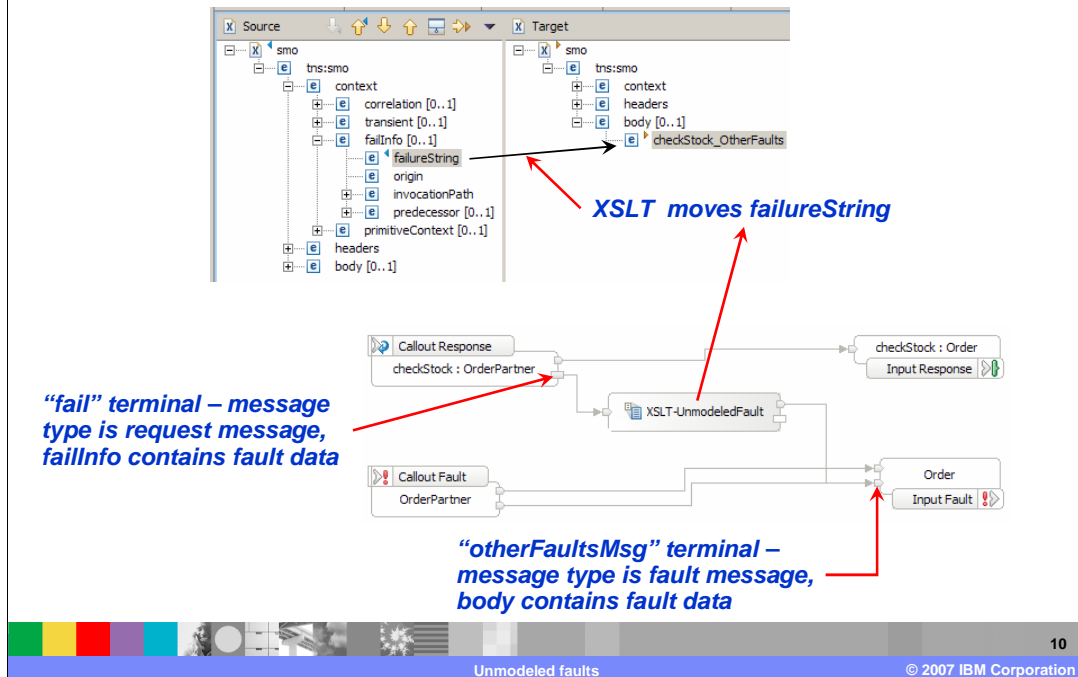 X Source
X Target
X smo
e tns:smo
e context
e correlation [0..1]
e transient [0..1]
e failInfo [0..1]
e failureString
e origin
e invocationPath
e predecessor [0..1]
e primitiveContext [0..1]
e headers
e body [0..1]
X smo
e tns:smo
e context
e headers
e body [0..1]
e checkStock_OtherFaults
XSLT moves failureString
Callout Response
checkStock : OrderPartner
checkStock : Order
Input Response
XSLT-UnmodeledFault
“fail” terminal – message
type is request message,
failInfo contains fault data
Callout Fault
OrderPartner
Order
Input Fault
“otherFaultsMsg” terminal –
message type is fault message,
body contains fault data
10
Unmodeled faults
© 2007 IBM Corporation